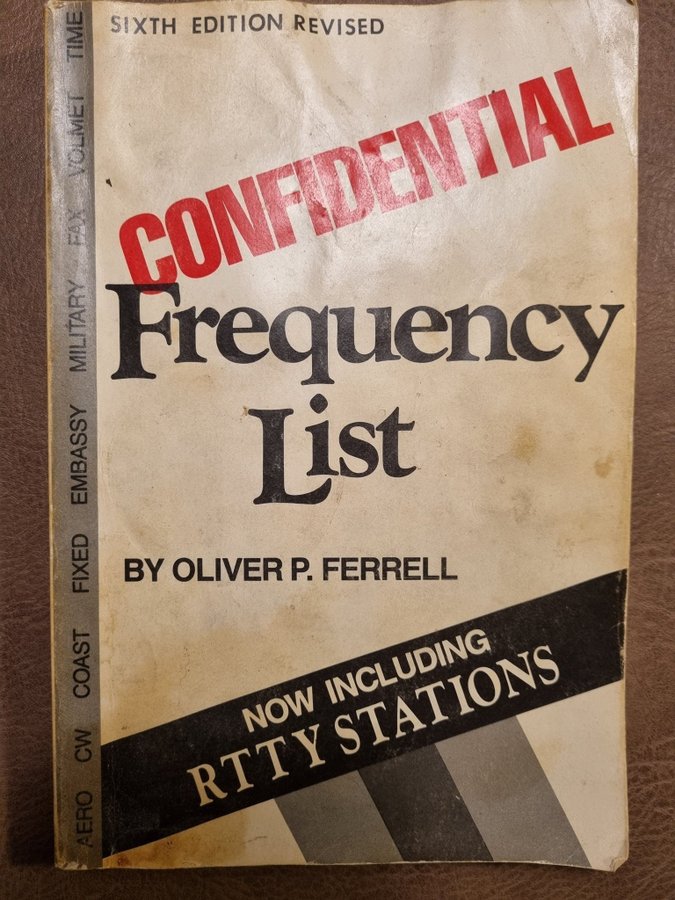 SIXTH EDITION REVISED
CONFIDENTIAL
Frequency
List
BY OLIVER P. FERRELL
NOW INCLUDING
RTTY STATIONS
AERO CW COAST FIXED EMBASSY MILITARY FAX VOLMET TIME